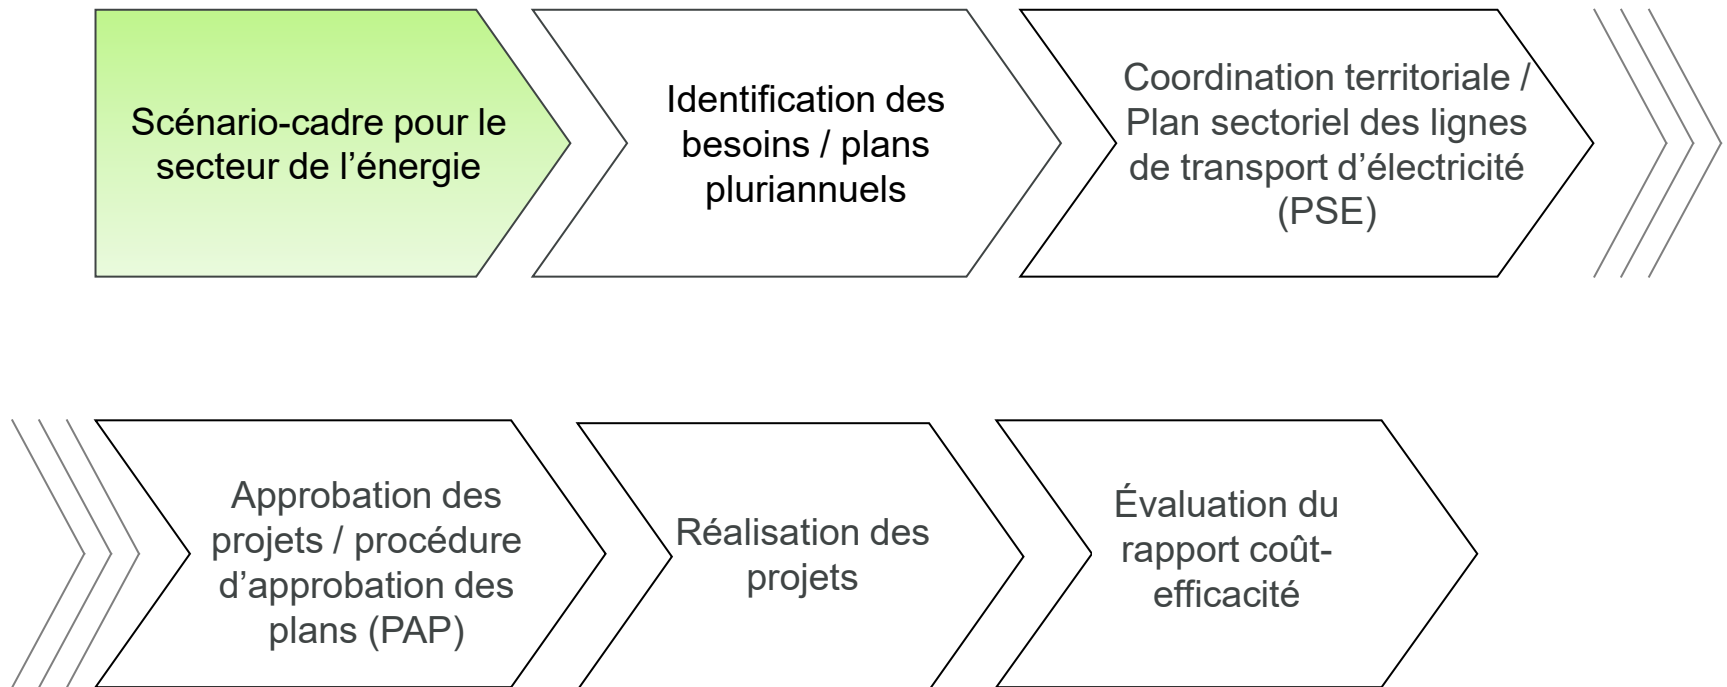 Scénario-cadre pour le
secteur de l’énergie
Identification des
besoins / plans
pluriannuels
Coordination territoriale /
Plan sectoriel des lignes
de transport d’électricité
(PSE)
Approbation des
projets / procédure
d’approbation des
plans (PAP)
Réalisation des
projets
Évaluation du
rapport coût-
efficacité